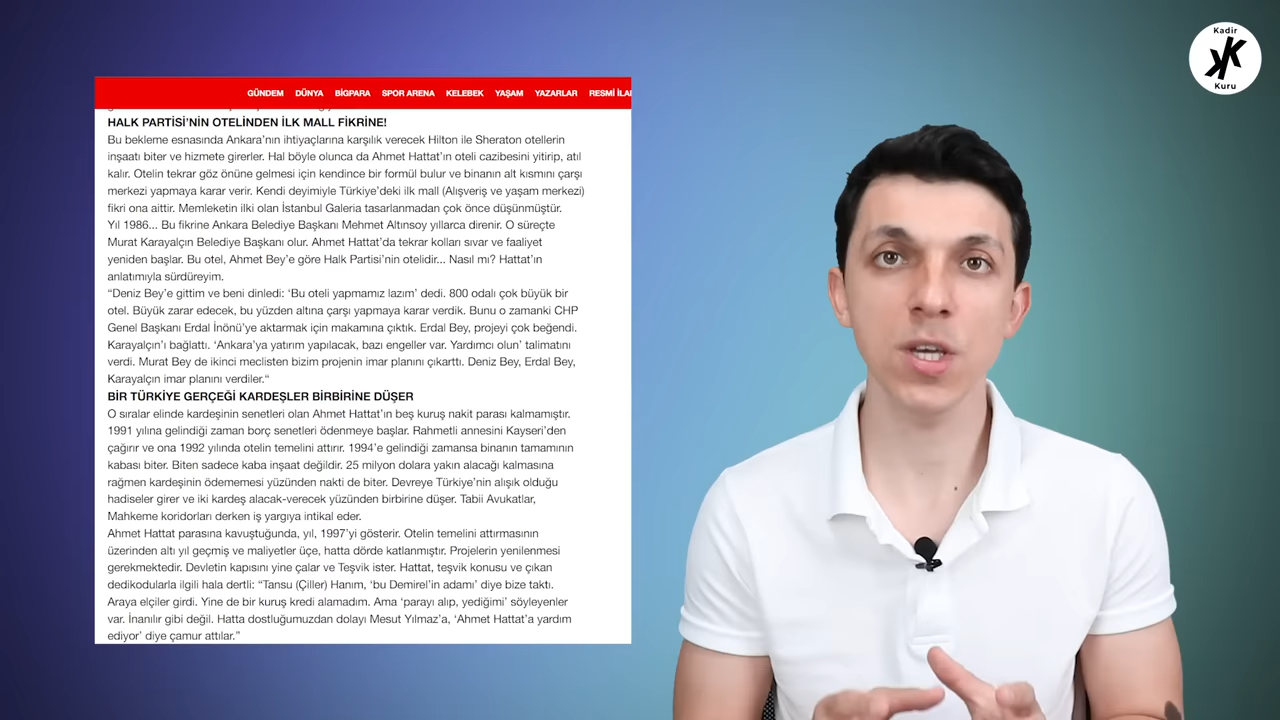 Kadir
KK
Kuru
GÜNDEM DÜNYA BİGPARA SPOR ARENA KELEBEK YAŞAM YAZARLAR RESMİ
HALK PARTİSİ’NİN OTELİNDEN İLK MALL FİKRİNE!
Bu bekleme esnasında Ankara’nın ihtiyaçlarına karşılık verecek Hilton ile Sheraton otellerin
inşaatı biter ve hizmete girerler. Hal böyle olunca da Ahmet Hattat’ın oteli cazibesini yitirip, atıl
kalır. Otelin tekrar göz önüne gelmesi için kendince bir formül bulur ve binanın alt kısmını çarşı
merkezi yapmaya karar verir. Kendi deyimiyle Türkiye’deki ilk mall (Alışveriş ve yaşam merkezi)
fikri ona aittir. Memleketin ilki olan İstanbul Galeria tasarlanmadan çok önce düşünmüştür.
Yıl 1986... Bu fikrine Ankara Belediye Başkanı Mehmet Altınsoy yıllarca direnir. O süreçte
Murat Karayalçın Belediye Başkanı olur. Ahmet Hattat’da tekrar kolları sıvar ve faaliyet
yeniden başlar. Bu otel, Ahmet Bey’e göre Halk Partisi’nin otelidir... Nasıl mı? Hattat’ın
anlatımıyla sürdüreyim.
“Deniz Bey’e gittim ve beni dinledi: ‘Bu oteli yapmamız lazım’ dedi. 800 odalı çok büyük bir
otel. Büyük zarar edecek, bu yüzden altına çarşı yapmaya karar verdik. Bunu o zamanki CHP
Genel Başkanı Erdal İnönü’ye aktarmak için makamına çıktık. Erdal Bey, projeyi çok beğendi.
Karayalçın’ı bağlattı. ‘Ankara’ya yatırım yapılacak, bazı engeller var. Yardımcı olun’ talimatını
verdi. Murat Bey de ikinci meclisten bizim projenin imar planını çıkarttı. Deniz Bey, Erdal Bey,
Karayalçın imar planını verdiler.“
BİR TÜRKİYE GERÇEĞİ KARDEŞLER BİRBİRİNE DÜŞER
O sıralar elinde kardeşinin senetleri olan Ahmet Hattat’ın beş kuruş nakit parası kalmamıştır.
1991 yılına gelindiği zaman borç senetleri ödenmeye başlar. Rahmetli annesini Kayseri’den
çağırır ve ona 1992 yılında otelin temelini attırır. 1994’e gelindiği zamansa binanın tamamının
kabası biter. Biten sadece kaba inşaat değildir. 25 milyon dolara yakın alacağı kalmasına
rağmen kardeşinin ödememesi yüzünden nakti de biter. Devreye Türkiye’nin alışık olduğu
hadiseler girer ve iki kardeş alacak-verecek yüzünden birbirine düşer. Tabii Avukatlar,
Mahkeme koridorları derken iş yargıya intikal eder.
Ahmet Hattat parasına kavuştuğunda, yıl, 1997’yi gösterir. Otelin temelini attırmasının
üzerinden altı yıl geçmiş ve maliyetler üçe, hatta dörde katlanmıştır. Projelerin yenilenmesi
gerekmektedir. Devletin kapısını yine çalar ve Teşvik ister. Hattat, teşvik konusu ve çıkan
dedikodularla ilgili hala dertli: “Tansu (Çiller) Hanım, ‘bu Demirel’in adamı’ diye bize taktı.
Araya elçiler girdi. Yine de bir kuruş kredi alamadım. Ama ‘parayı alıp, yediğimi’ söyleyenler
var. İnanılır gibi değil. Hatta dostluğumuzdan dolayı Mesut Yılmaz’a, ‘Ahmet Hattat’a yardım
ediyor’ diye çamur attılar.”